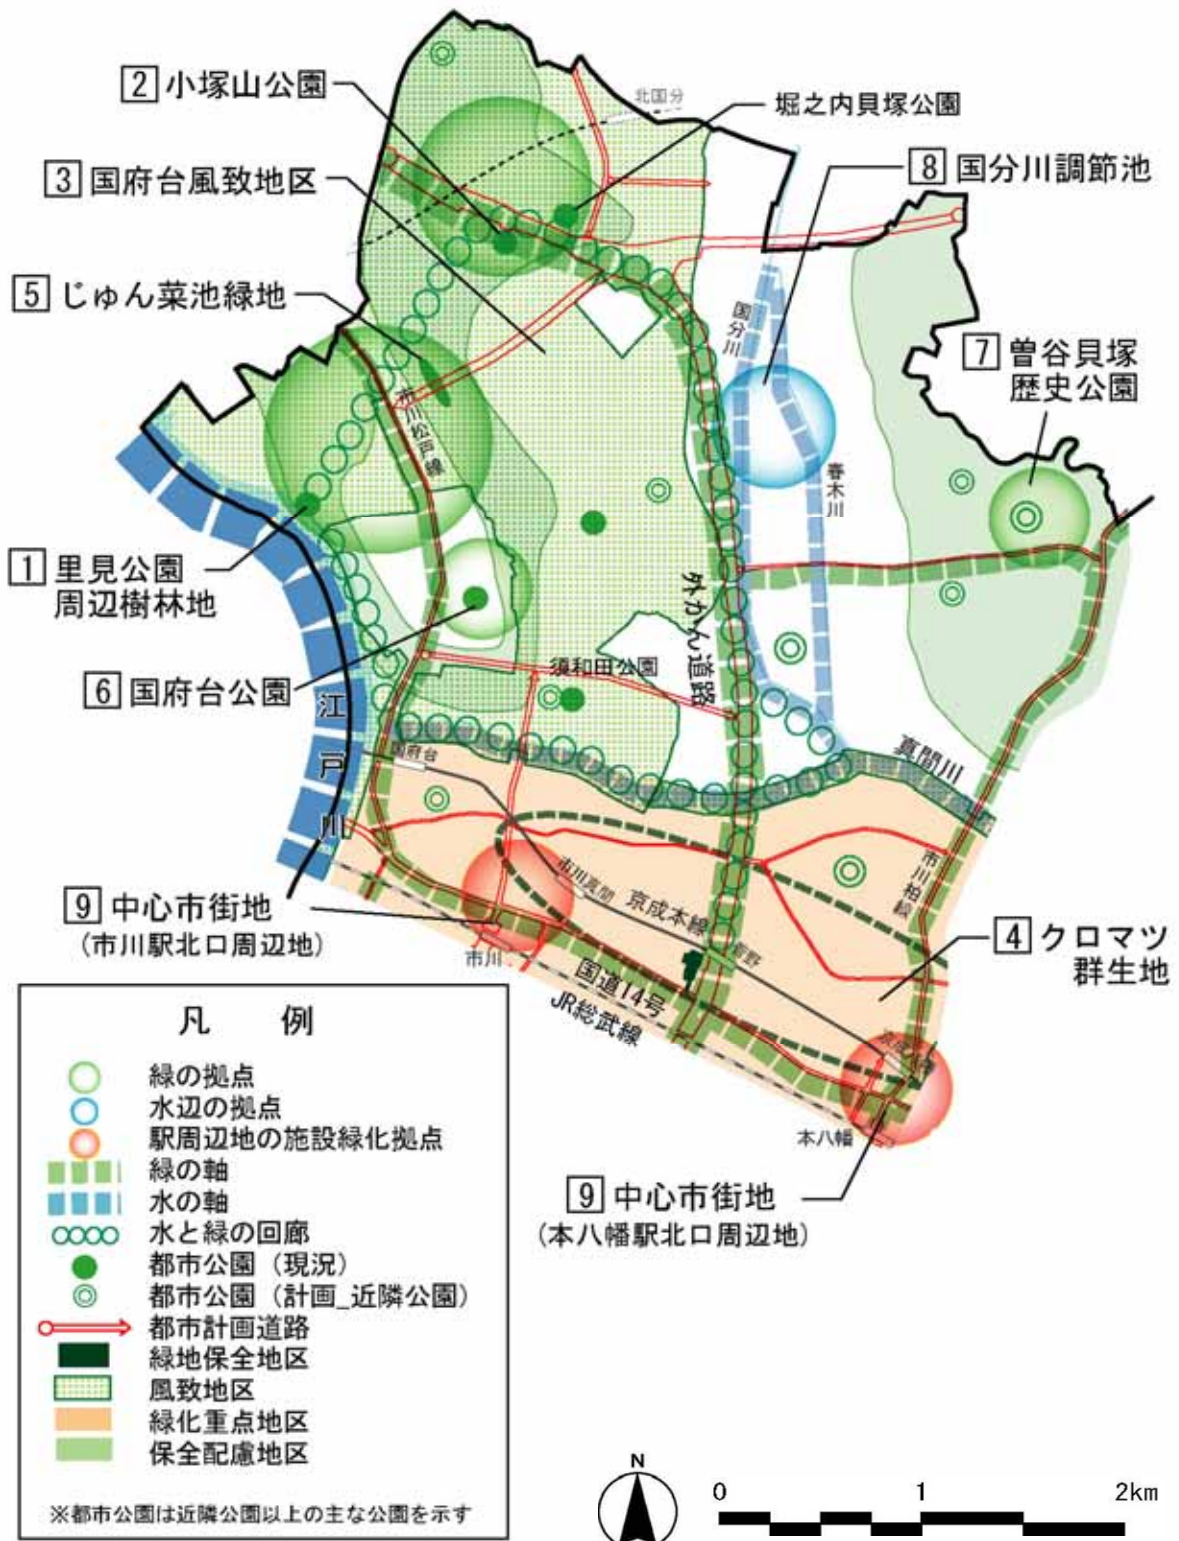 2 小塚山公園
北国分
堀之内貝塚公園
3 国府台風致地区
8 国分川調節池
5 じゅん菜池緑地
国分川
7 曽谷貝塚
歴史公園
市川松戸線
春木川
1 里見公園
周辺樹林地
外かん道路
6 国府台公園
須和田公園
江戸川
国府台
真間川
市川柏線
9 中心市街地
(市川駅北口周辺地)
市川真間
京成本線
菅野
4 クロマツ
群生地
市川
国道14号
JR総武線
京成八幡
本八幡
9 中心市街地
(本八幡駅北口周辺地)
凡 例
緑の拠点
水辺の拠点
駅周辺地の施設緑化拠点
緑の軸
水の軸
水と緑の回廊
都市公園(現況)
都市公園(計画_近隣公園)
都市計画道路
緑地保全地区
風致地区
緑化重点地区
保全配慮地区
※都市公園は近隣公園以上の主な公園を示す
N
0 1 2km